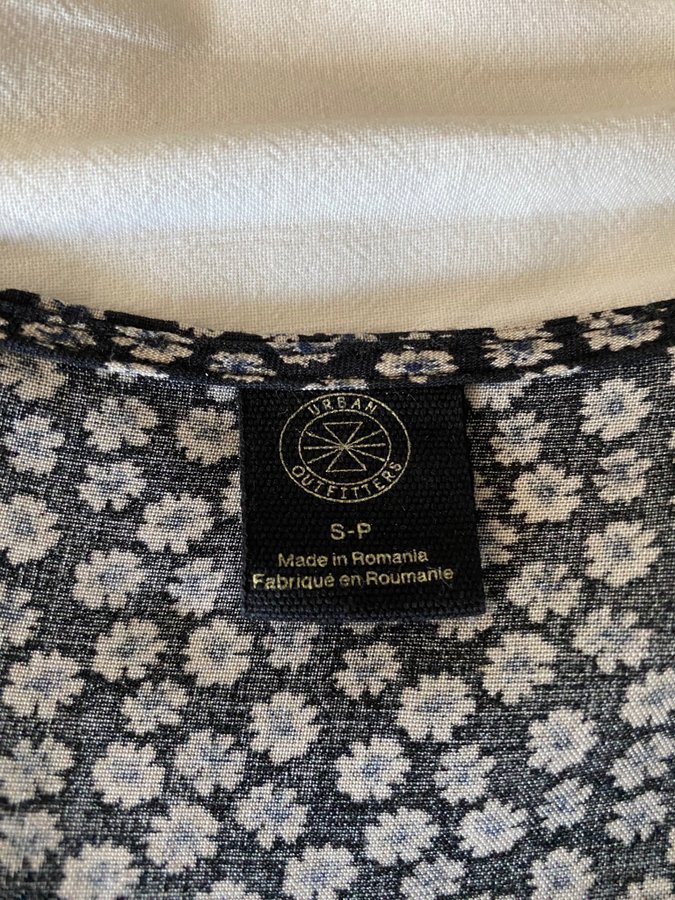 URBAN
OUTFITTERS
S-P
Made in Romania
Fabriqué en Roumanie